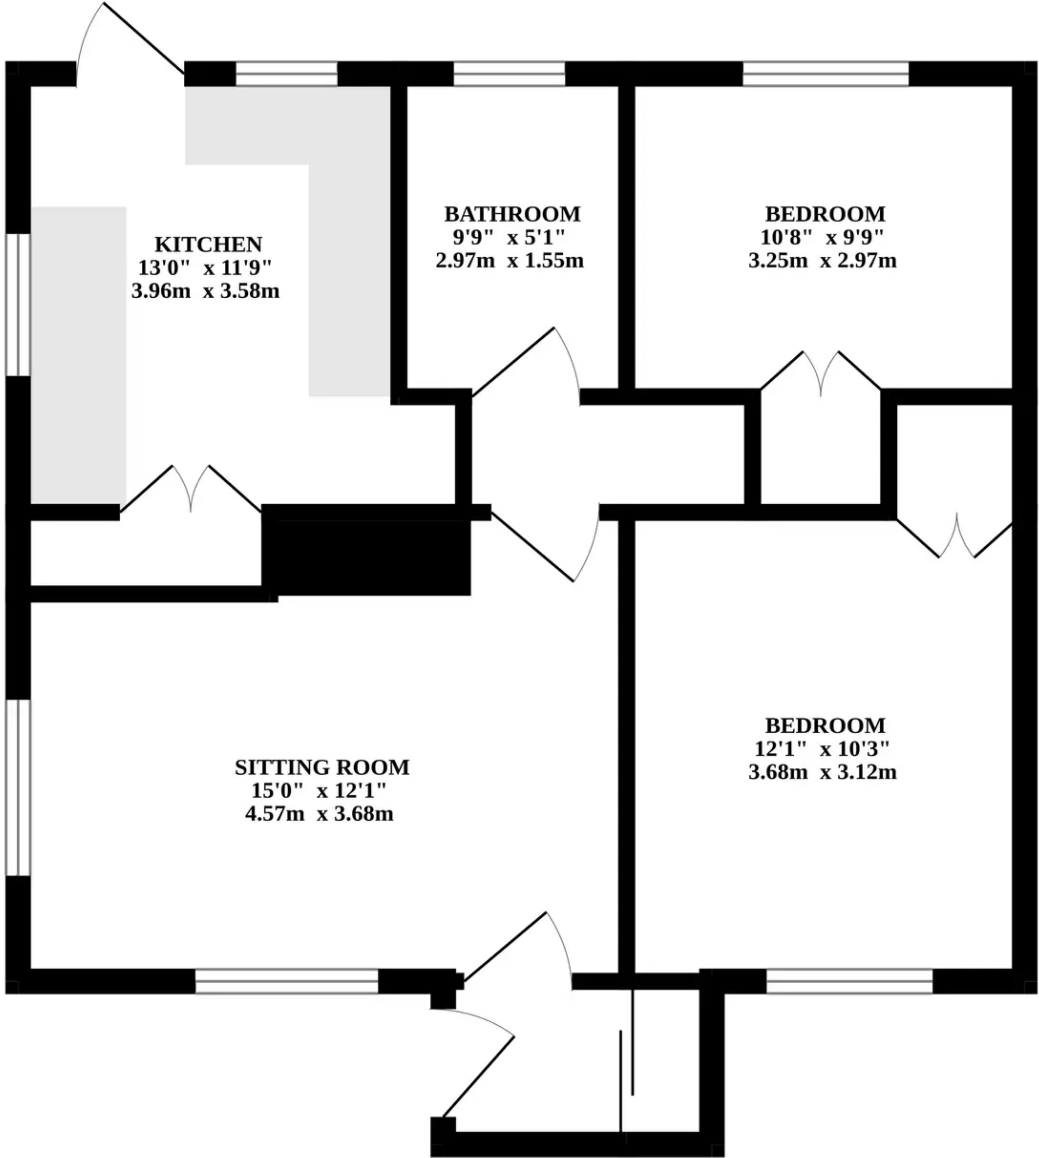 KITCHEN
13'0" x 11'9"
3.96m x 3.58m
BATHROOM
9'9" x 5'1"
2.97m x 1.55m
BEDROOM
10'8" x 9'9"
3.25m x 2.97m
SITTING ROOM
15'0" x 12'1"
4.57m x 3.68m
BEDROOM
12'1" x 10'3"
3.68m x 3.12m